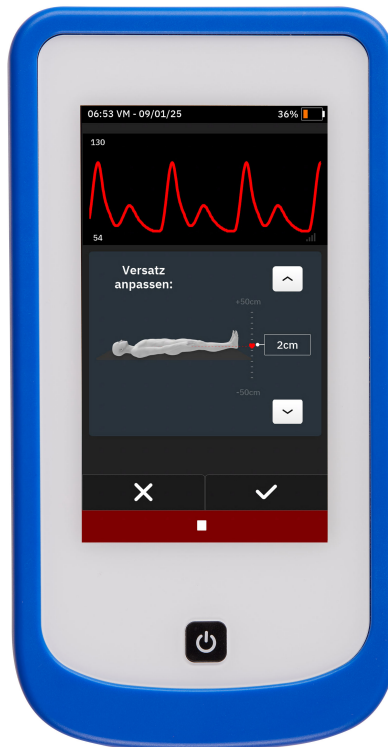 06:53 VM - 09/01/25 36%
130
54
Versatz
anpassen:
+50cm
2cm
-50cm